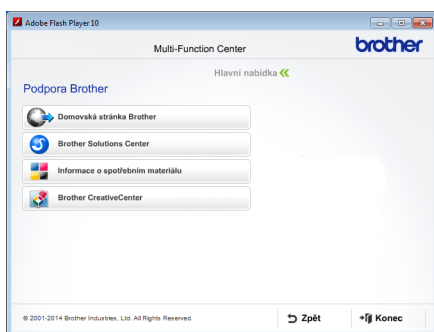 Adobe Flash Player 10
Multi-Function Center
brother
Hlavní nabídka
Podpora Brother
Domovská stránka Brother
Brother Solutions Center
Informace o spotřebním materiálu
Brother CreativeCenter
© 2001-2014 Brother Industries, Ltd. All Rights Reserved.
Zpět
Konec